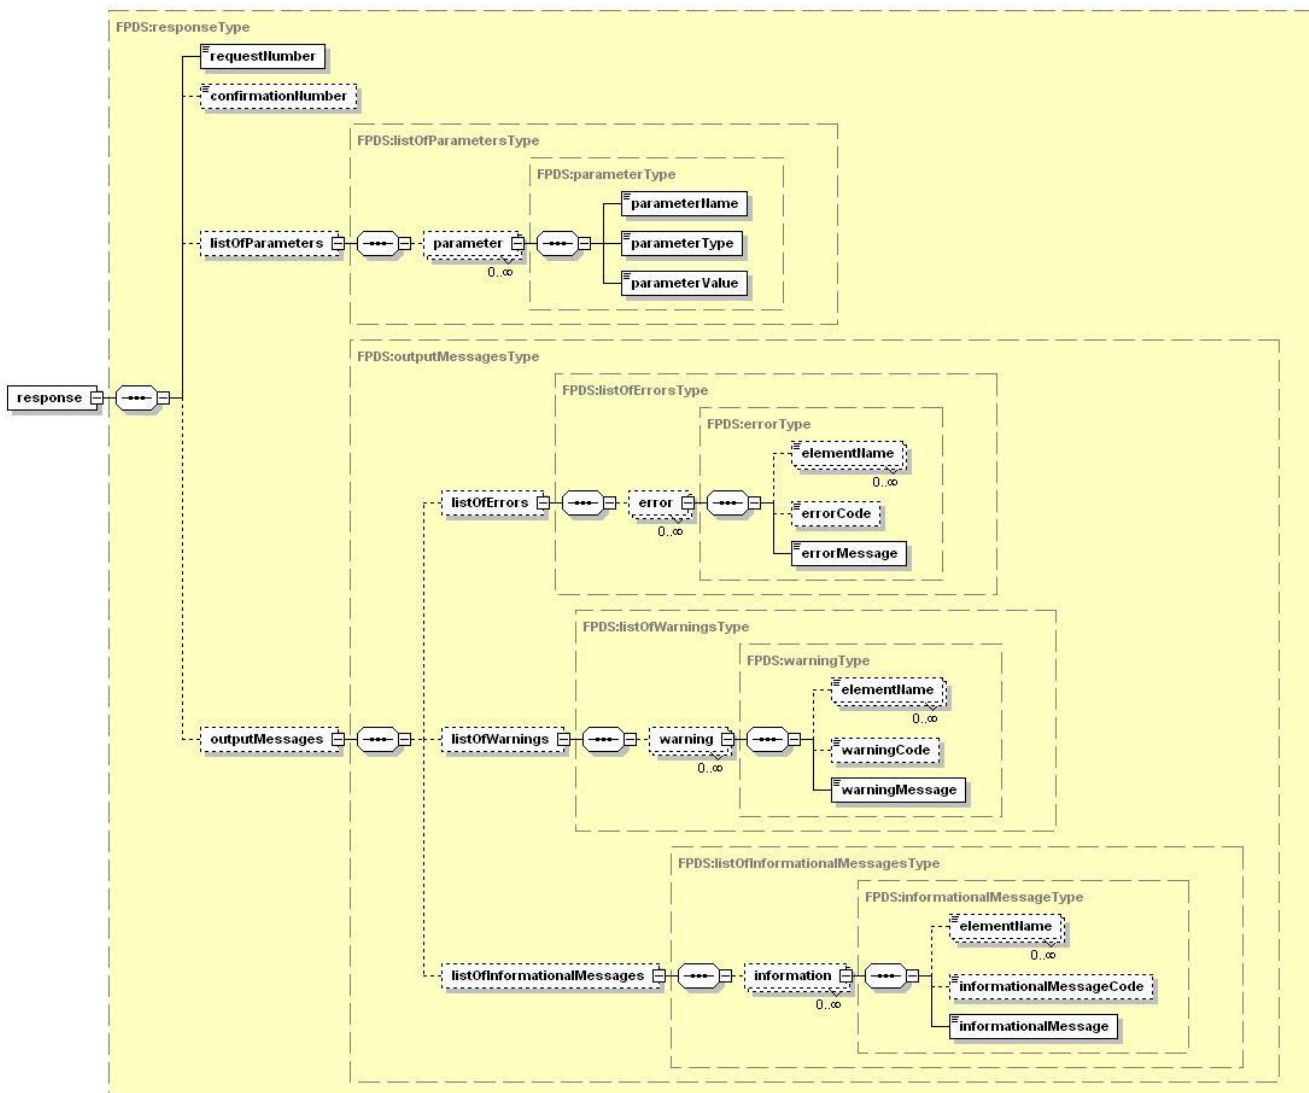 FPDS:responseType
requestNumber
confirmationNumber
FPDS:listOfParametersType
FPDS:parameterType
parameterName
listOfParameters
parameter
parameterType
0..∞
parameterValue
FPDS:outputMessagesType
FPDS:listOfErrorsType
response
FPDS:errorType
elementName
0..∞
listOfErrors
error
errorCode
0..∞
errorMessage
FPDS:listOfWarningsType
FPDS:warningType
elementName
0..∞
outputMessages
listOfWarnings
warning
warningCode
0..∞
warningMessage
FPDS:listOfInformationalMessagesType
FPDS:informationalMessageType
elementName
0..∞
listOfInformationalMessages
information
informationalMessageCode
0..∞
informationalMessage